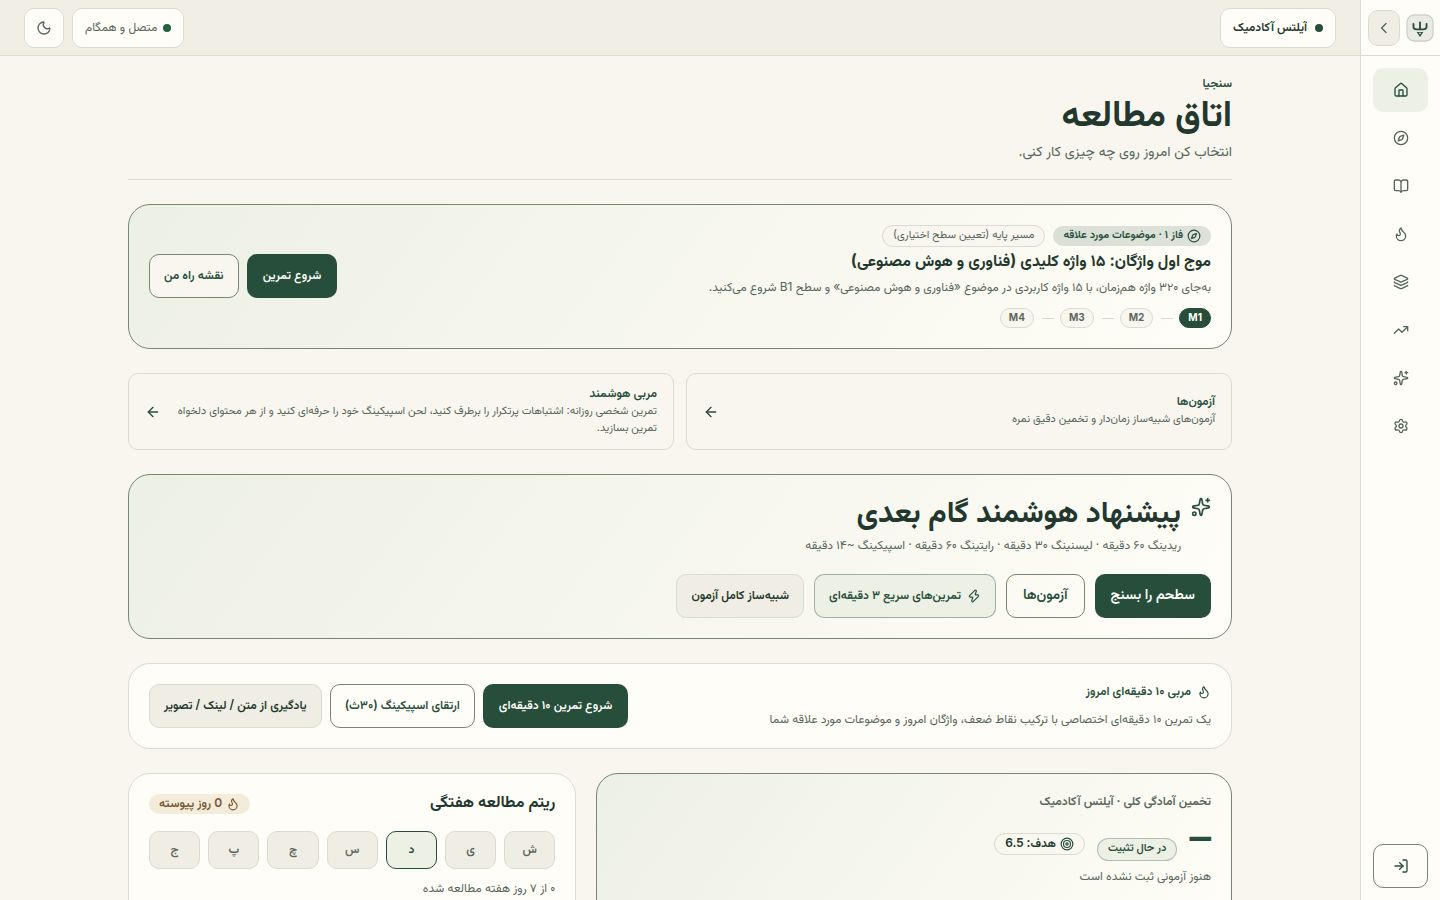 آیلتس آکادمیک
متصل و همگام
سنجیا
اتاق مطالعه
انتخاب کن امروز روی چه چیزی کار کنی.
فاز ۱ · موضوعات مورد علاقه
مسیر پایه (تعیین سطح اختیاری)
موج اول واژگان: ۱۵ واژه کلیدی (فناوری و هوش مصنوعی)
به‌جای ۳۲۰ واژه هم‌زمان، با ۱۵ واژه کاربردی در موضوع «فناوری و هوش مصنوعی» و سطح B1 شروع می‌کنید.
M1 — M2 — M3 — M4
شروع تمرین
نقشه راه من
آزمون‌ها
آزمون‌های شبیه‌ساز زمان‌دار و تخمین دقیق نمره
مربی هوشمند
تمرین شخصی روزانه: اشتباهات پرتکرار را برطرف کنید، لحن اسپیکینگ خود را حرفه‌ای کنید و از هر محتوای دلخواه
تمرین بسازید.
پیشنهاد هوشمند گام بعدی
ریدینگ ۶۰ دقیقه · لیسنینگ ۳۰ دقیقه · رایتینگ ۶۰ دقیقه · اسپیکینگ ~۱۴ دقیقه
سطحم را بسنج
آزمون‌ها
تمرین‌های سریع ۳ دقیقه‌ای
شبیه‌ساز کامل آزمون
مربی ۱۰ دقیقه‌ای امروز
یک تمرین ۱۰ دقیقه‌ای اختصاصی با ترکیب نقاط ضعف، واژگان امروز و موضوعات مورد علاقه شما
شروع تمرین ۱۰ دقیقه‌ای
ارتقای اسپیکینگ (۳۰ث)
یادگیری از متن / لینک / تصویر
تخمین آمادگی کلی · آیلتس آکادمیک
—
در حال تثبیت
هدف: 6.5
هنوز آزمونی ثبت نشده است
ریتم مطالعه هفتگی
0 روز پیوسته
ش ی د س چ پ ج
۰ از ۷ روز هفته مطالعه شده